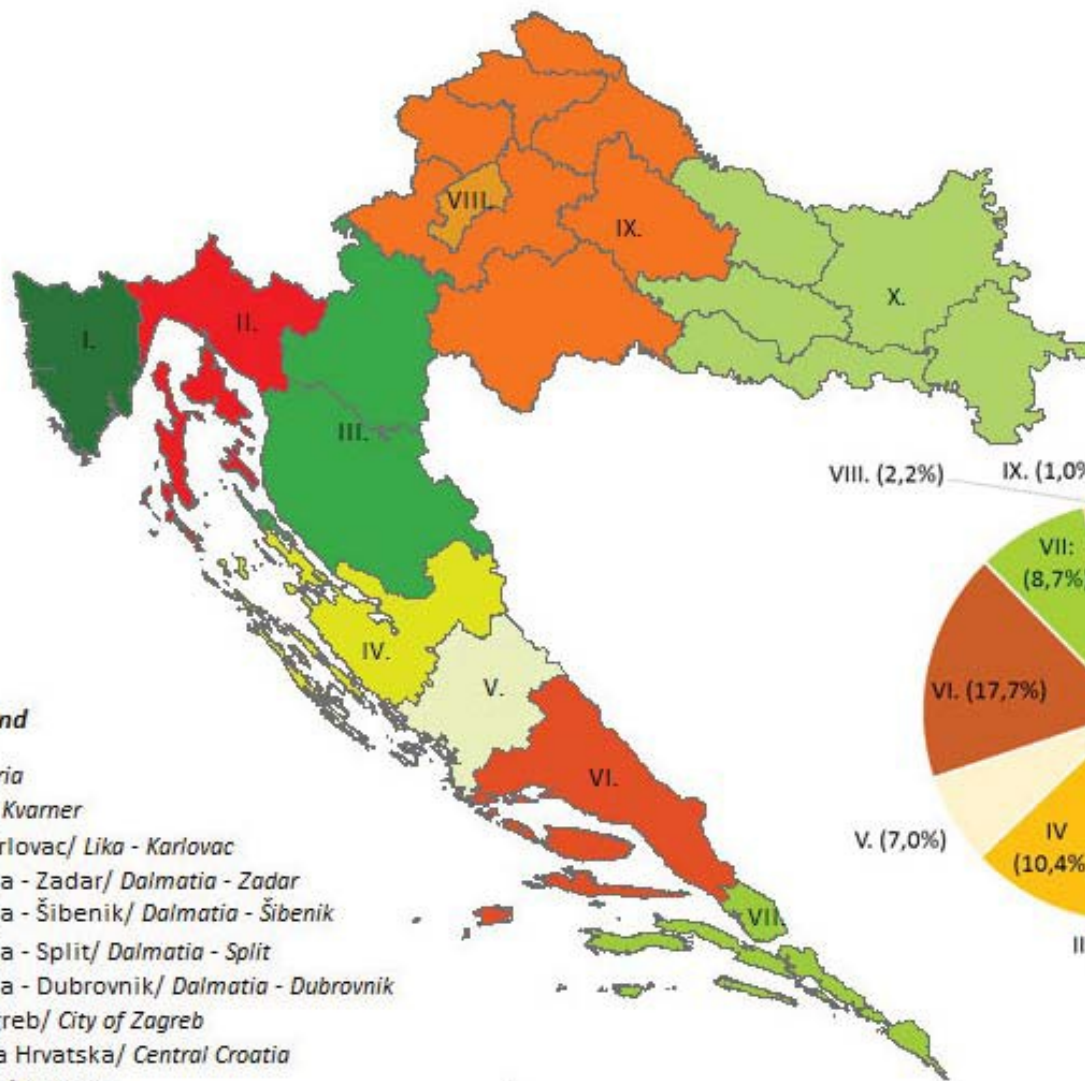 VIII.
IX.
X.
I.
II.
III.
IV.
V.
VI.
VII.
VIII. (2,2%)
IX. (1,0%
VII:
(8,7%)
VI. (17,7%)
V. (7,0%)
IV
(10,4%
II
nd
ria
Kvarner
rlovac/ Lika - Karlovac
a - Zadar/ Dalmatia - Zadar
a - Šibenik/ Dalmatia - Šibenik
a - Split/ Dalmatia - Split
a - Dubrovnik/ Dalmatia - Dubrovnik
greb/ City of Zagreb
a Hrvatska/ Central Croatia